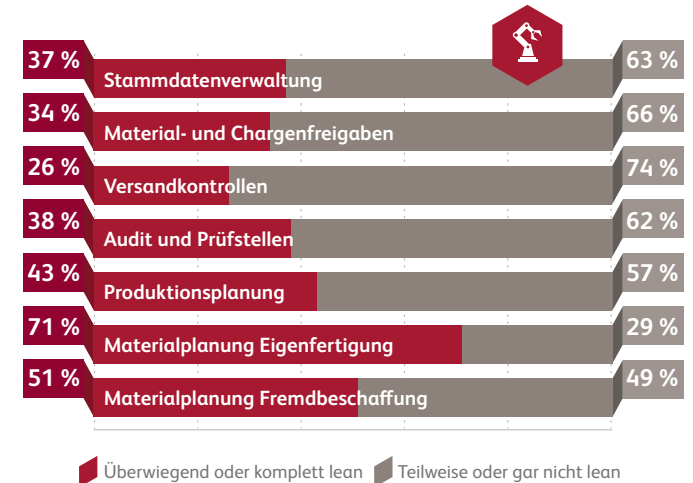 37 %
Stammdatenverwaltung
63 %
34 %
Material- und Chargenfreigaben
66 %
26 %
Versandkontrollen
74 %
38 %
Audit und Prüfstellen
62 %
43 %
Produktionsplanung
57 %
71 %
Materialplanung Eigenfertigung
29 %
51 %
Materialplanung Fremdbeschaffung
49 %
Überwiegend oder komplett lean
Teilweise oder gar nicht lean